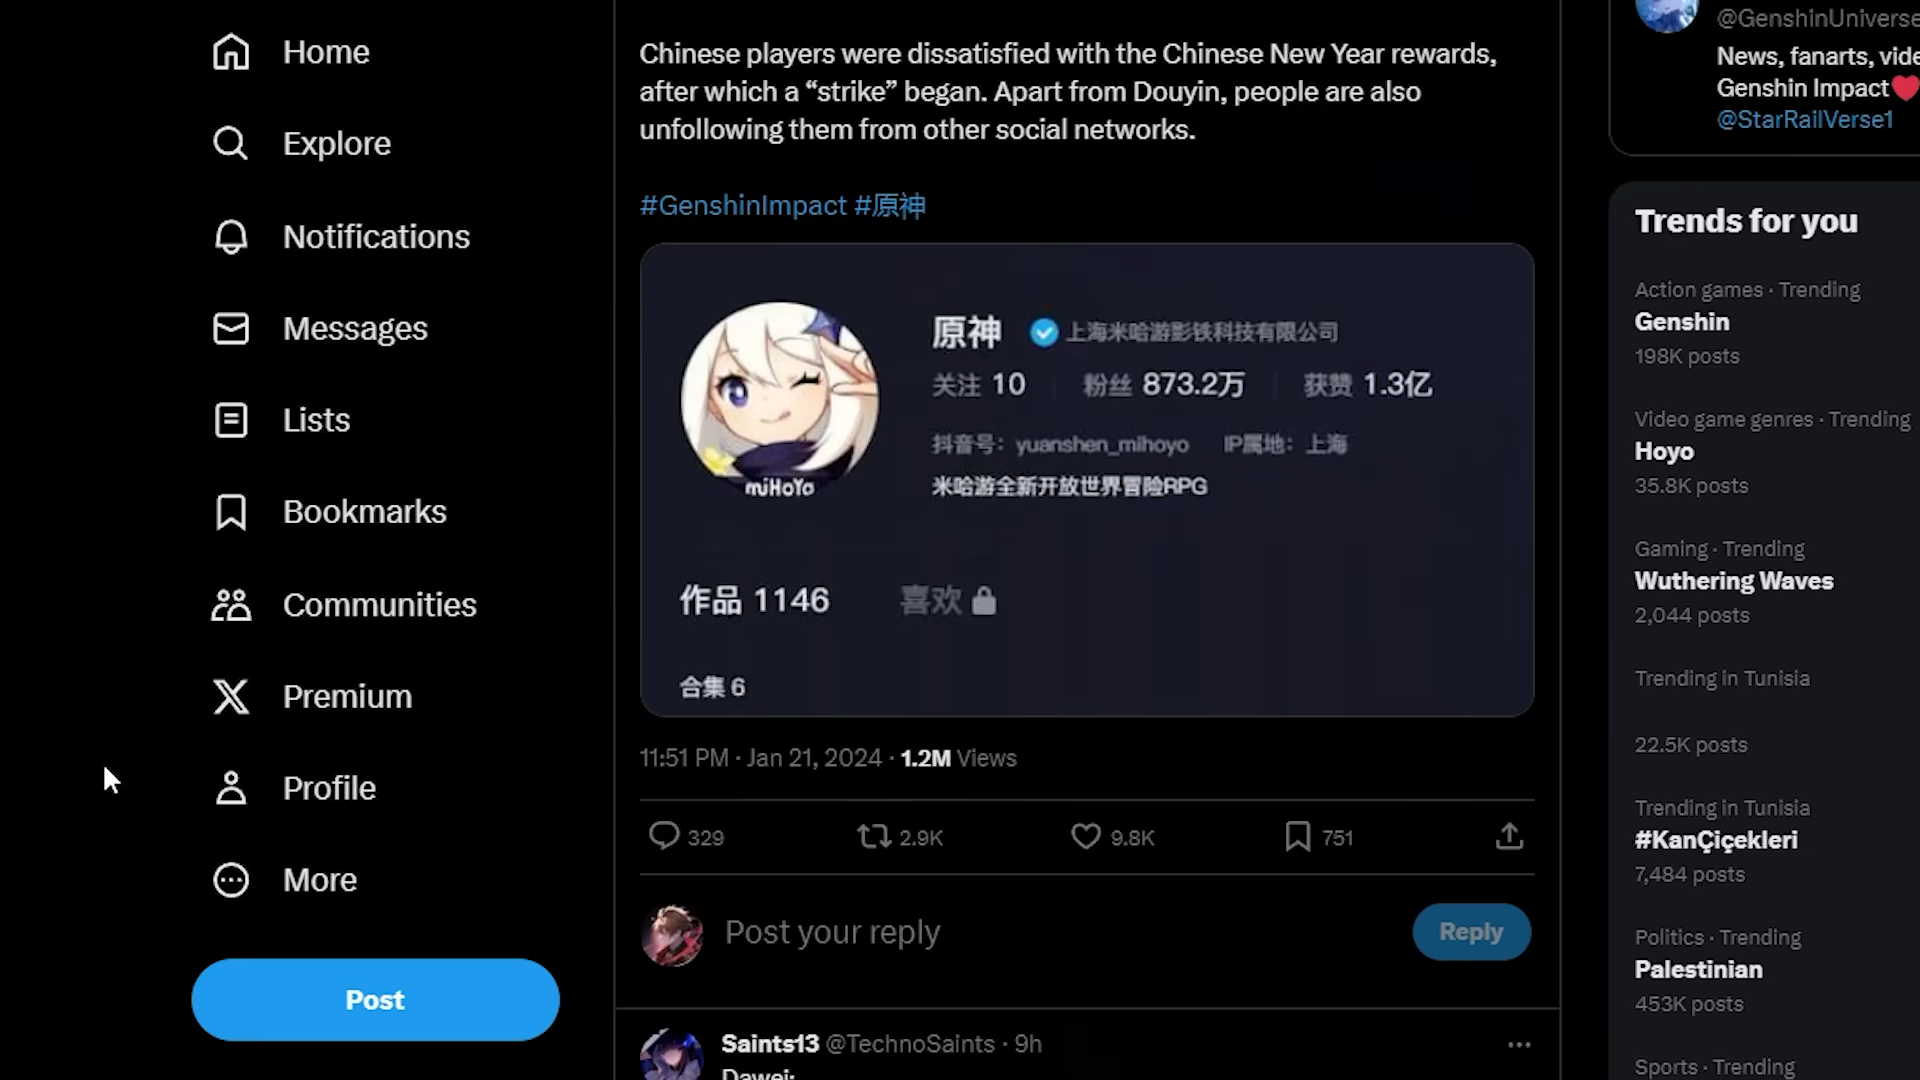 Home
Explore
Notifications
Messages
Lists
Bookmarks
Communities
Premium
Profile
More
Post
Chinese players were dissatisfied with the Chinese New Year rewards,
after which a “strike” began. Apart from Douyin, people are also
unfollowing them from other social networks.
#GenshinImpact #原神
miHoYo
原神 上海米哈游影铁科技有限公司
关注 10 粉丝 873.2万 获赞 1.3亿
抖音号：yuanshen_mihoyo IP属地：上海
米哈游全新开放世界冒险RPG
作品 1146 喜欢
合集 6
11:51 PM · Jan 21, 2024 · 1.2M Views
329 2.9K 9.8K 751
Post your reply
Reply
Saints13 @TechnoSaints · 9h
Dawei:
@GenshinUniverse
News, fanarts, vide
Genshin Impact
@StarRailVerse1
Trends for you
Action games · Trending
Genshin
198K posts
Video game genres · Trending
Hoyo
35.8K posts
Gaming · Trending
Wuthering Waves
2,044 posts
Trending in Tunisia
22.5K posts
Trending in Tunisia
#KanÇiçekleri
7,484 posts
Politics · Trending
Palestinian
453K posts
Sports · Trending